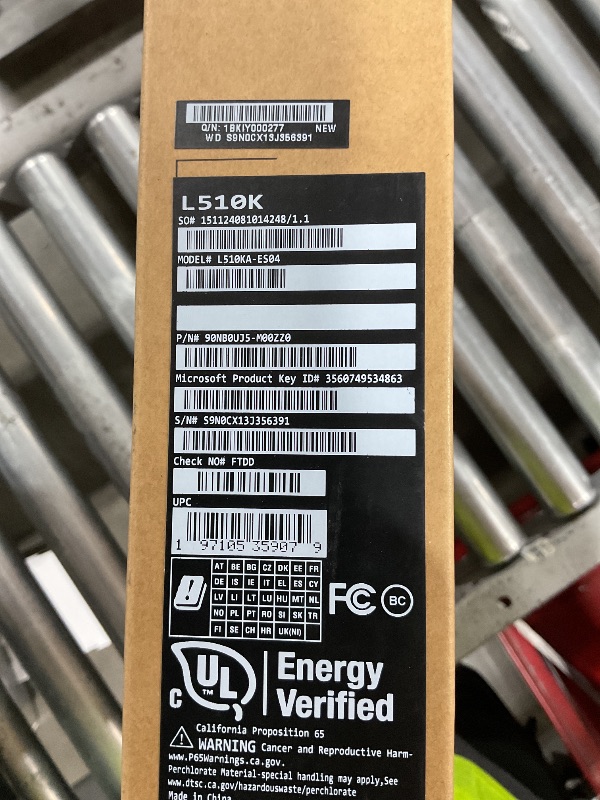 Q/N: 1BKIY000277 NEW
WD S9N0CX13J356391
L510K
SO# 151124081014248/1.1
MODEL# L510KA-ES04
P/N# 90NB0UJ5-M00ZZ0
Microsoft Product Key ID# 3560749534863
S/N# S9N0CX13J356391
Check NO# FTDD
UPC
1 97105 35907 9
AT BE BG CZ DK EE FR
DE IS IE IT EL ES CY
LV LI LT LU HU MT NL
NO PL PT RO SI SK TR
FI SE CH HR UK(NI)
FC BC
C UL TM Energy
Verified
California Proposition 65
WARNING Cancer and Reproductive Harm-
www.P65Warnings.ca.gov.
Perchlorate Material-special handling may apply,See
www.dtsc.ca.gov/hazardouswaste/perchlorate
Made in China